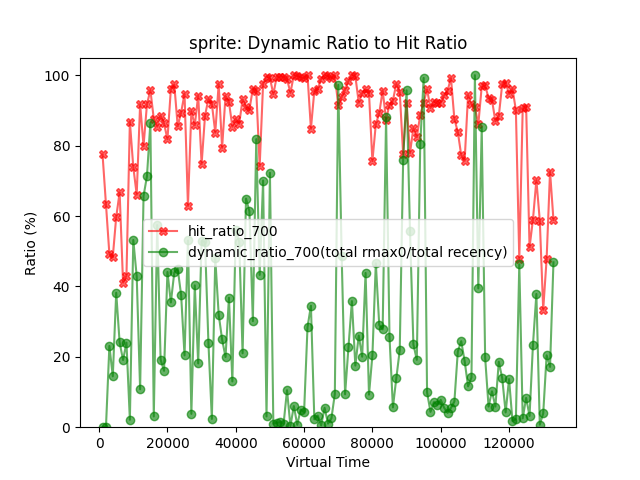 sprite: Dynamic Ratio to Hit Ratio
Ratio (%)
100
80
60
40
20
0
hit_ratio_700
dynamic_ratio_700(total rmax0/total recency)
0 20000 40000 60000 80000 100000 120000
Virtual Time